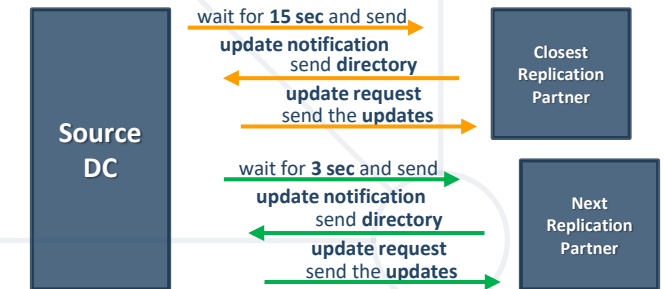 wait for 15 sec and send
update notification
send directory
update request
send the updates
Source
DC
Closest
Replication
Partner
wait for 3 sec and send
update notification
send directory
update request
send the updates
Next
Replication
Partner